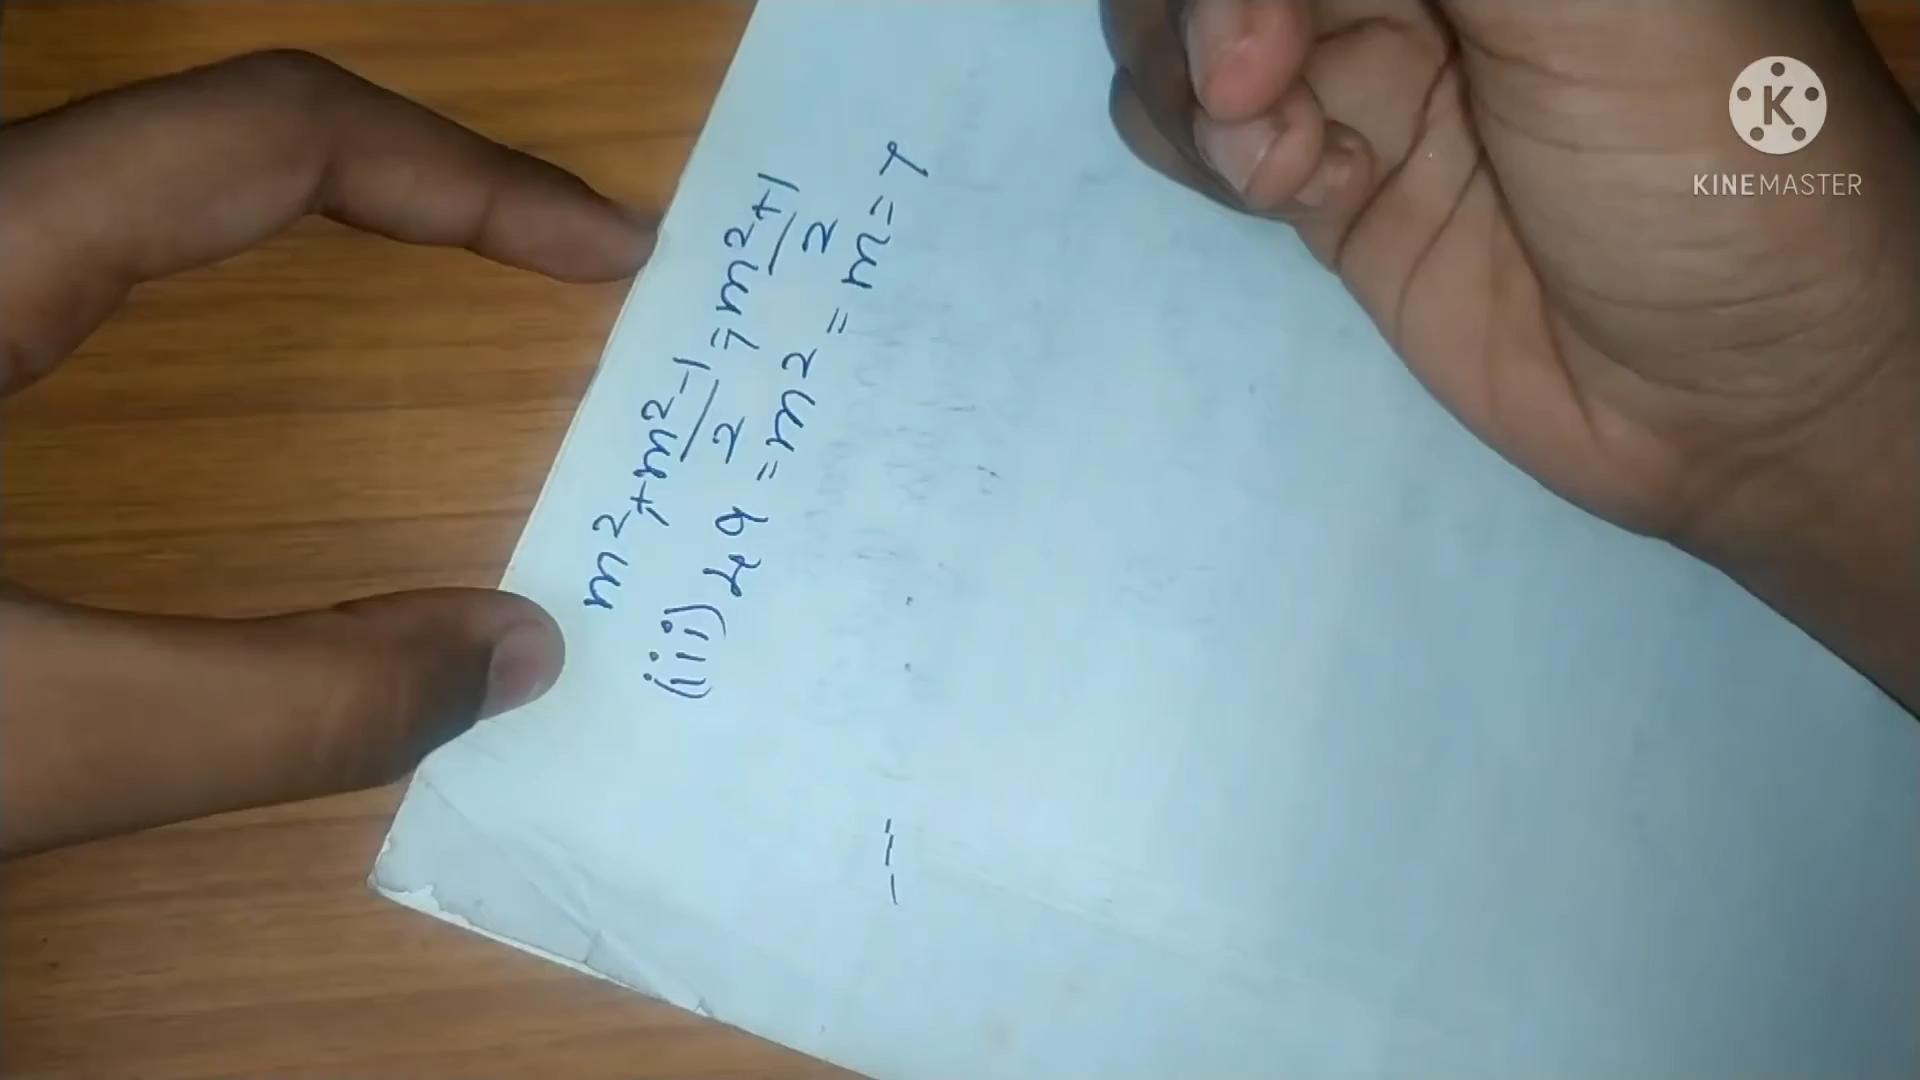 m²+m²-1/2 = m²+1/2
(iii) 49 = m² = m = 7
KINEMASTER